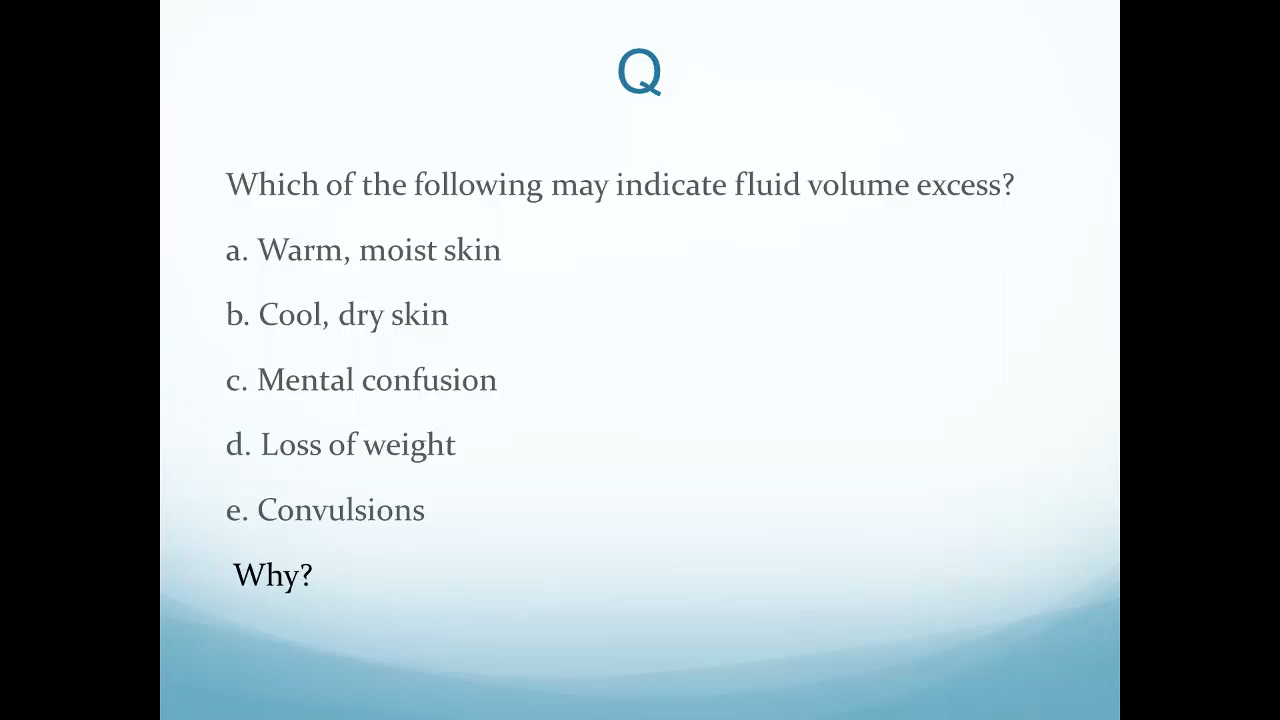 Q
Which of the following may indicate fluid volume excess?
a. Warm, moist skin
b. Cool, dry skin
c. Mental confusion
d. Loss of weight
e. Convulsions
Why?